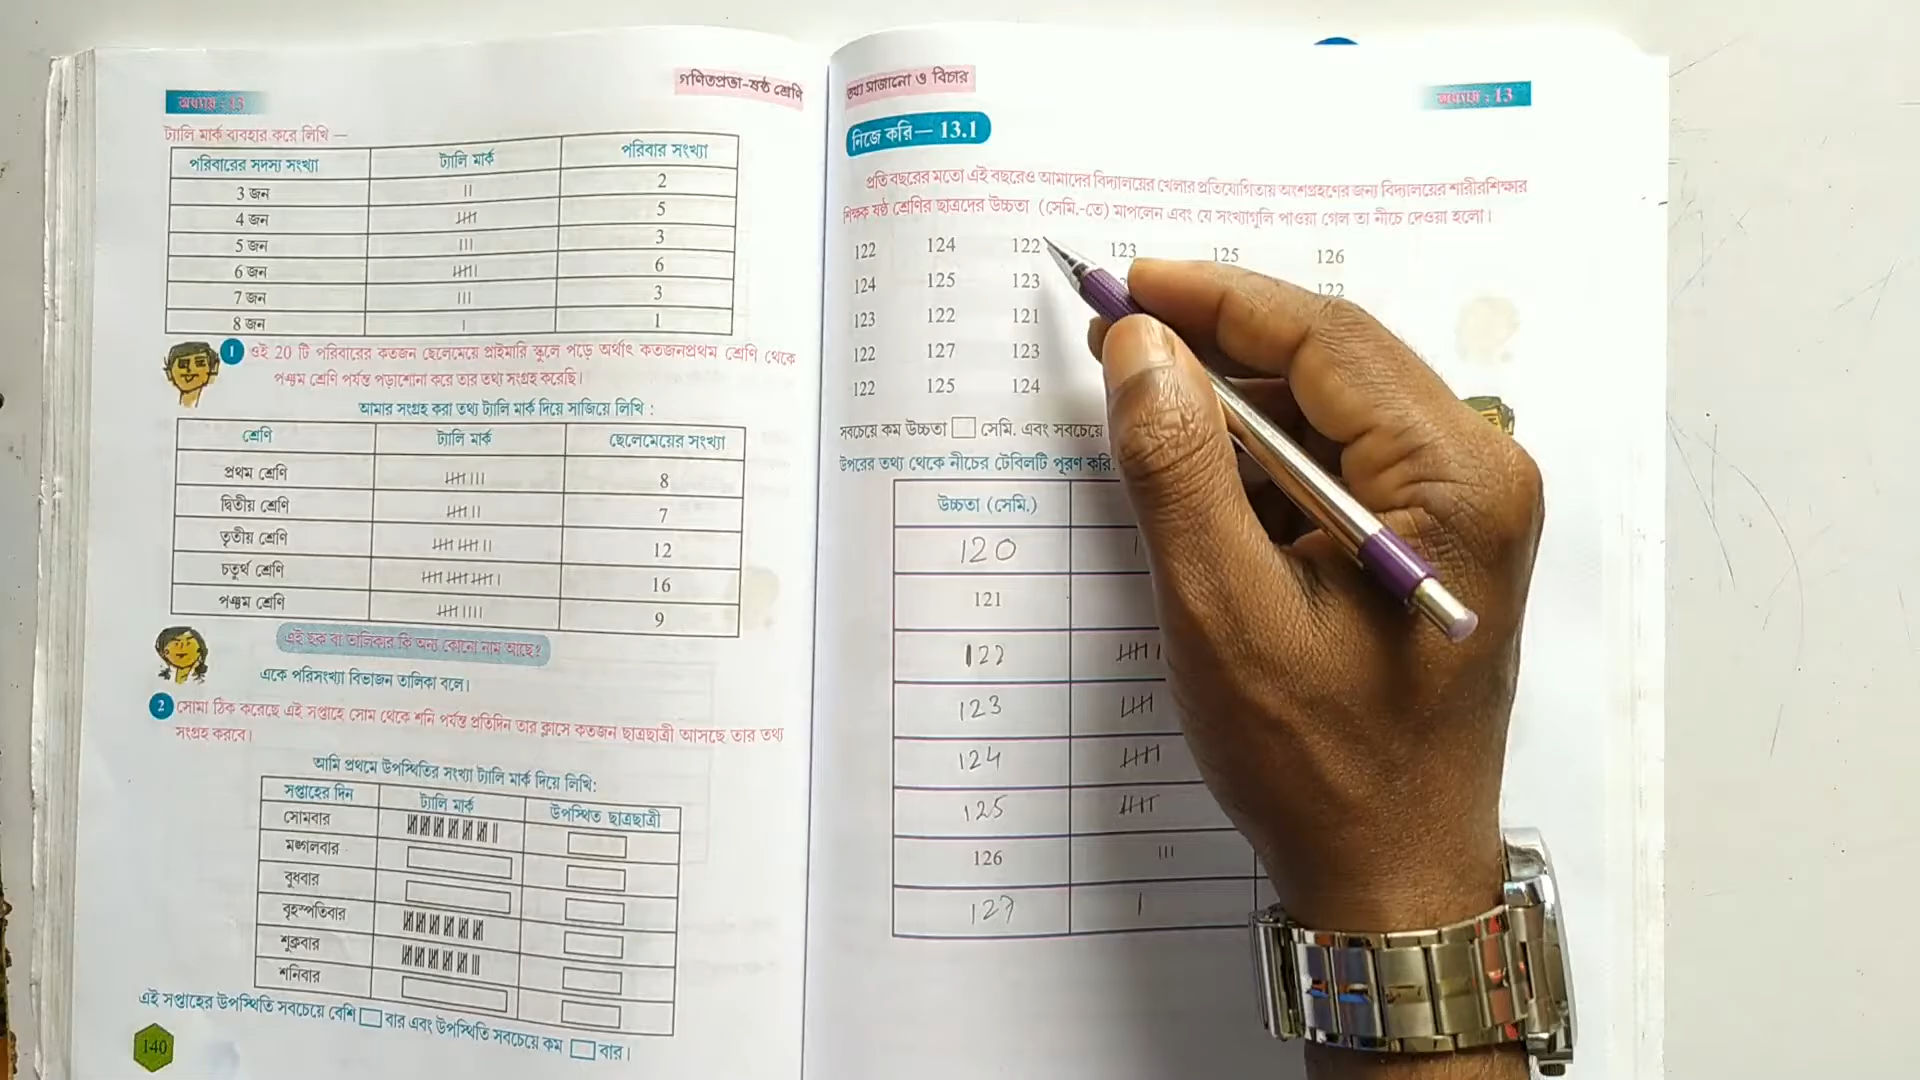 গণিতপ্রভা-ষষ্ঠ শ্রেণি
অধ্যায় : 13
ট্যালি মার্ক ব্যবহার করে লিখি —
পরিবারের সদস্য সংখ্যা ট্যালি মার্ক পরিবার সংখ্যা
3 জন 2
4 জন 5
5 জন 3
6 জন 6
7 জন 3
8 জন 1
1 ওই 20 টি পরিবারের কতজন ছেলেমেয়ে প্রাইমারি স্কুলে পড়ে অর্থাৎ কতজনপ্রথম শ্রেণি থেকে
পঞ্চম শ্রেণি পর্যন্ত পড়াশোনা করে তার তথ্য সংগ্রহ করেছি।
আমার সংগ্রহ করা তথ্য ট্যালি মার্ক দিয়ে সাজিয়ে লিখি :
শ্রেণি ট্যালি মার্ক ছেলেমেয়ের সংখ্যা
প্রথম শ্রেণি 8
দ্বিতীয় শ্রেণি 7
তৃতীয় শ্রেণি 12
চতুর্থ শ্রেণি 16
পঞ্চম শ্রেণি 9
এই ছক বা তালিকার কি অন্য কোনো নাম আছে?
একে পরিসংখ্যা বিভাজন তালিকা বলে।
2 সোমা ঠিক করেছে এই সপ্তাহে সোম থেকে শনি পর্যন্ত প্রতিদিন তার ক্লাসে কতজন ছাত্রছাত্রী আসছে তার তথ্য
সংগ্রহ করবে।
আমি প্রথমে উপস্থিতির সংখ্যা ট্যালি মার্ক দিয়ে লিখি:
সপ্তাহের দিন ট্যালি মার্ক উপস্থিত ছাত্রছাত্রী
সোমবার
মঙ্গলবার
বুধবার
বৃহস্পতিবার
শুক্রবার
শনিবার
এই সপ্তাহের উপস্থিতি সবচেয়ে বেশি বার এবং উপস্থিতি সবচেয়ে কম বার।
140
তথ্য সাজানো ও বিচার
অধ্যায় : 13
নিজে করি— 13.1
প্রতি বছরের মতো এই বছরেও আমাদের বিদ্যালয়ের খেলার প্রতিযোগিতায় অংশগ্রহণের জন্য বিদ্যালয়ের শারীরশিক্ষার
শিক্ষক ষষ্ঠ শ্রেণির ছাত্রদের উচ্চতা (সেমি.-তে) মাপলেন এবং যে সংখ্যাগুলি পাওয়া গেল তা নীচে দেওয়া হলো।
122 124 122 123 125 126
124 125 123 122
123 122 121
122 127 123
122 125 124
সবচেয়ে কম উচ্চতা সেমি. এবং সবচেয়ে
উপরের তথ্য থেকে নীচের টেবিলটি পূরণ করি.
উচ্চতা (সেমি.)
120
121
122
123
124
125
126
127